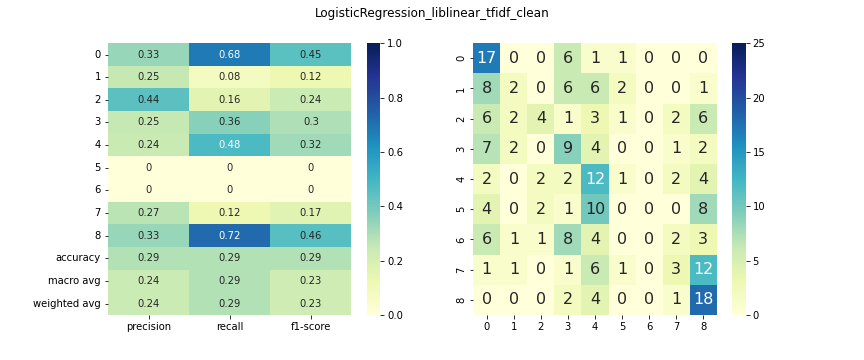 LogisticRegression_liblinear_tfidf_clean
0 0.33 0.68 0.45
1 0.25 0.08 0.12
2 0.44 0.16 0.24
3 0.25 0.36 0.3
4 0.24 0.48 0.32
5 0 0 0
6 0 0 0
7 0.27 0.12 0.17
8 0.33 0.72 0.46
accuracy 0.29 0.29 0.29
macro avg 0.24 0.29 0.23
weighted avg 0.24 0.29 0.23
precision recall f1-score
1.0
0.8
0.6
0.4
0.2
0.0
0 17 0 0 6 1 1 0 0 0
1 8 2 0 6 6 2 0 0 1
2 6 2 4 1 3 1 0 2 6
3 7 2 0 9 4 0 0 1 2
4 2 0 2 2 12 1 0 2 4
5 4 0 2 1 10 0 0 0 8
6 6 1 1 8 4 0 0 2 3
7 1 1 0 1 6 1 0 3 12
8 0 0 0 2 4 0 0 1 18
0 1 2 3 4 5 6 7 8
25
20
15
10
5
0